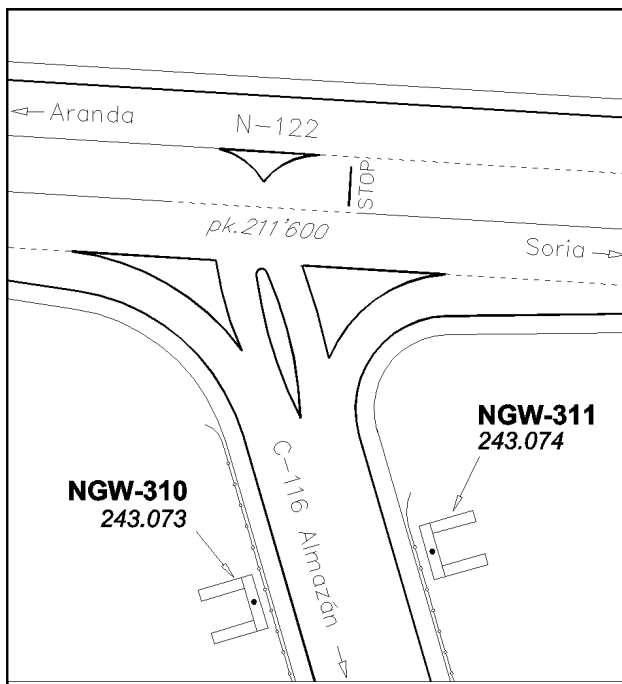 ←Aranda
N-122
STOP
pk.211'600
Soria→
NGW-311
243.074
NGW-310
243.073
C-116 Almazán →